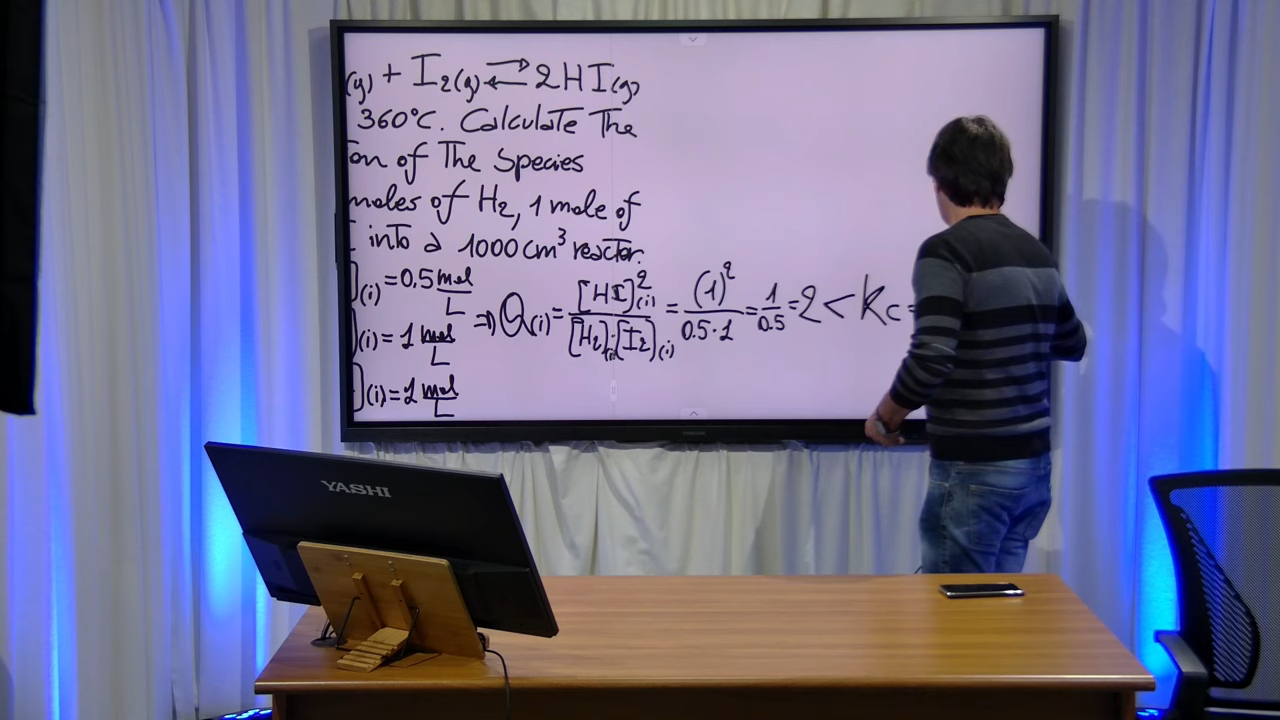 (g) + I2(g) ⇌ 2HI(g)
360°C. Calculate The
Ton of The Species
moles of H2, 1 mole of
into a 1000 cm³ reactor.
](i) = 0.5 mol/L
](i) = 1 mol/L
](i) = 1 mol/L
⇒ Q(i) = [HI]²(i) / [H2](i)·[I2](i) = (1)² / 0.5·1 = 1/0.5 = 2 < Kc =
YASHI